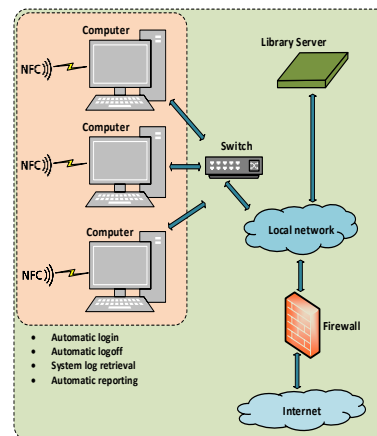 Computer
Library Server
NFC
Computer
Switch
NFC
Computer
Local network
NFC
Firewall
• Automatic login
• Automatic logoff
• System log retrieval
• Automatic reporting
Internet